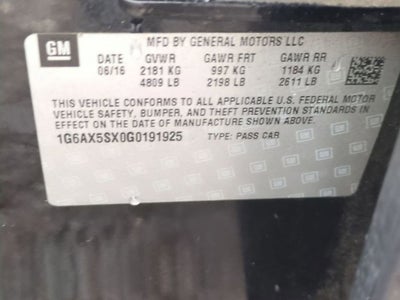 GM
MFD BY GENERAL MOTORS LLC
DATE GVWR GAWR FRT GAWR RR
06/16 2181 KG 997 KG 1184 KG
4809 LB 2198 LB 2611 LB
THIS VEHICLE CONFORMS TO ALL APPLICABLE U.S. FEDERAL MOTOR
VEHICLE SAFETY, BUMPER, AND THEFT PREVENTION STANDARDS IN
EFFECT ON THE DATE OF MANUFACTURE SHOWN ABOVE.
1G6AX5SX0G0191925 TYPE: PASS CAR